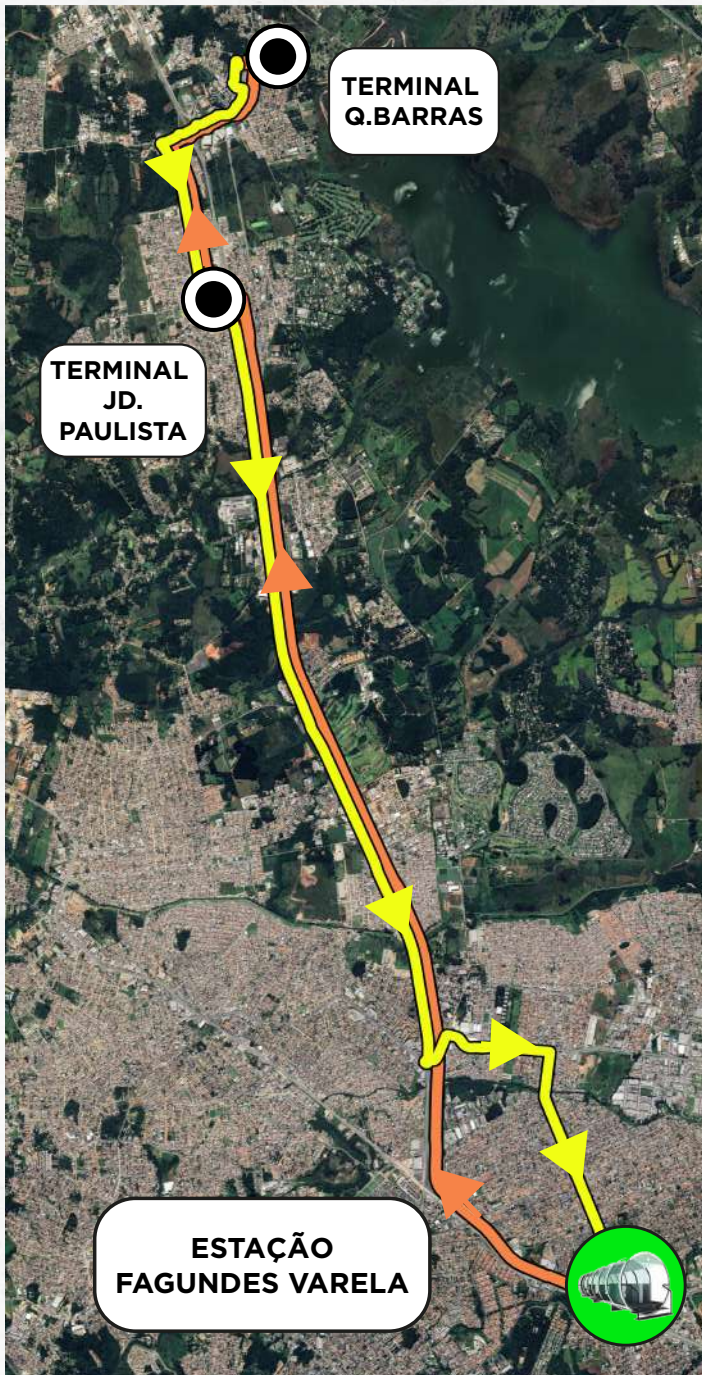 TERMINAL
Q.BARRAS
TERMINAL
JD.
PAULISTA
ESTAÇÃO
FAGUNDES VARELA